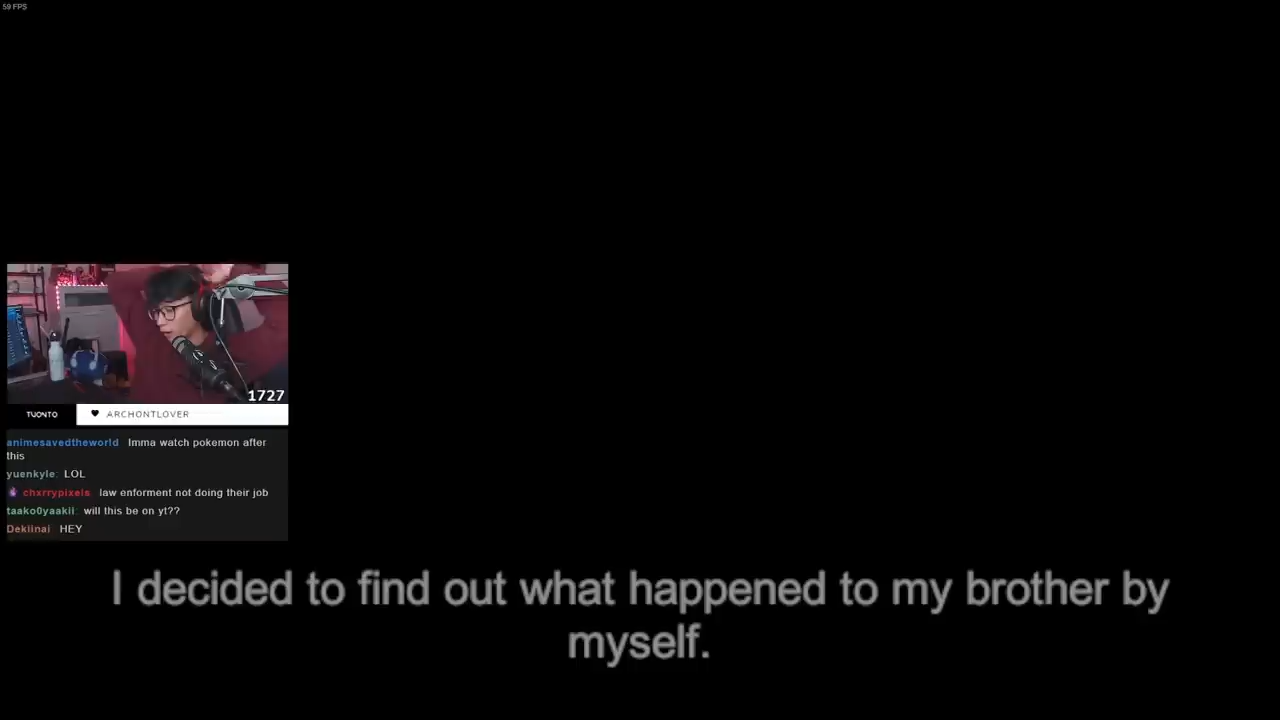 59 FPS
1727
TUONTO
ARCHONTLOVER
animesavedtheworld Imma watch pokemon after
this
yuenkyle: LOL
chxrrypixels law enforment not doing their job
taako0yaakii: will this be on yt??
Dekiinai HEY
I decided to find out what happened to my brother by
myself.